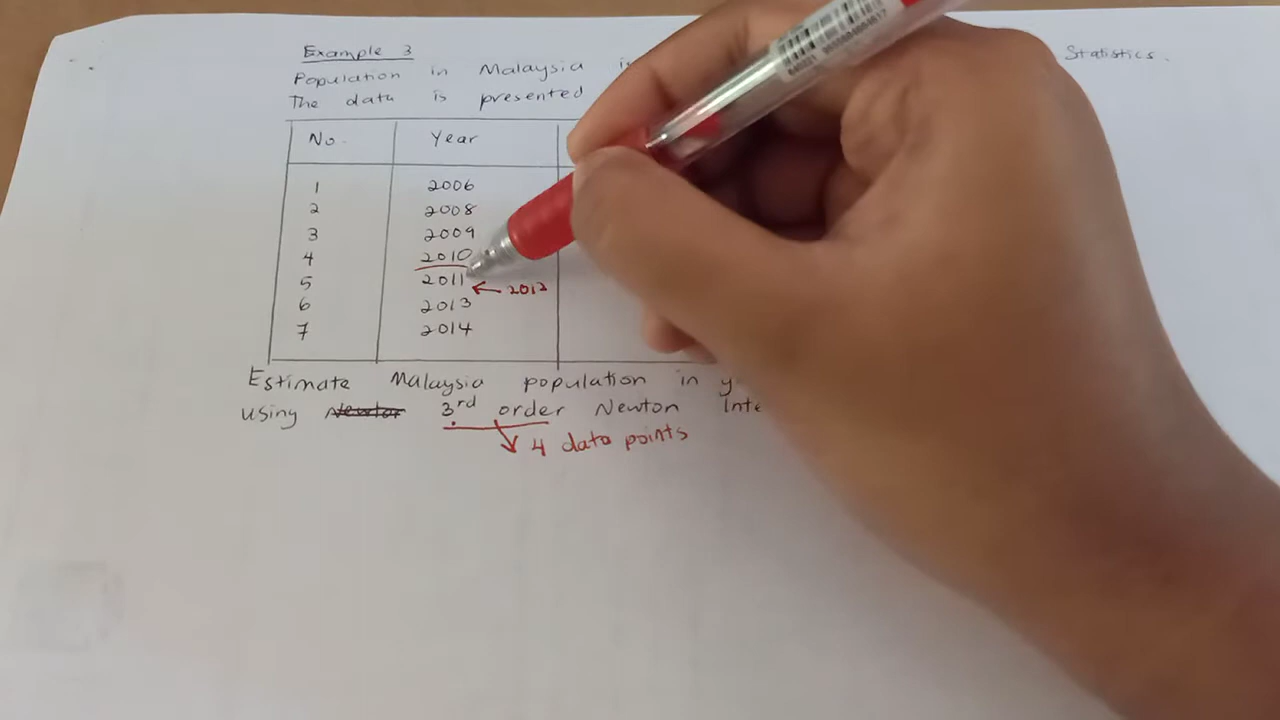 Example 3
Population in Malaysia Statistics.
The data is presented
No. Year
1 2006
2 2008
3 2009
4 2010
5 2011
← 2012
6 2013
7 2014
Estimate Malaysia population in
using 3rd order Newton
4 data points